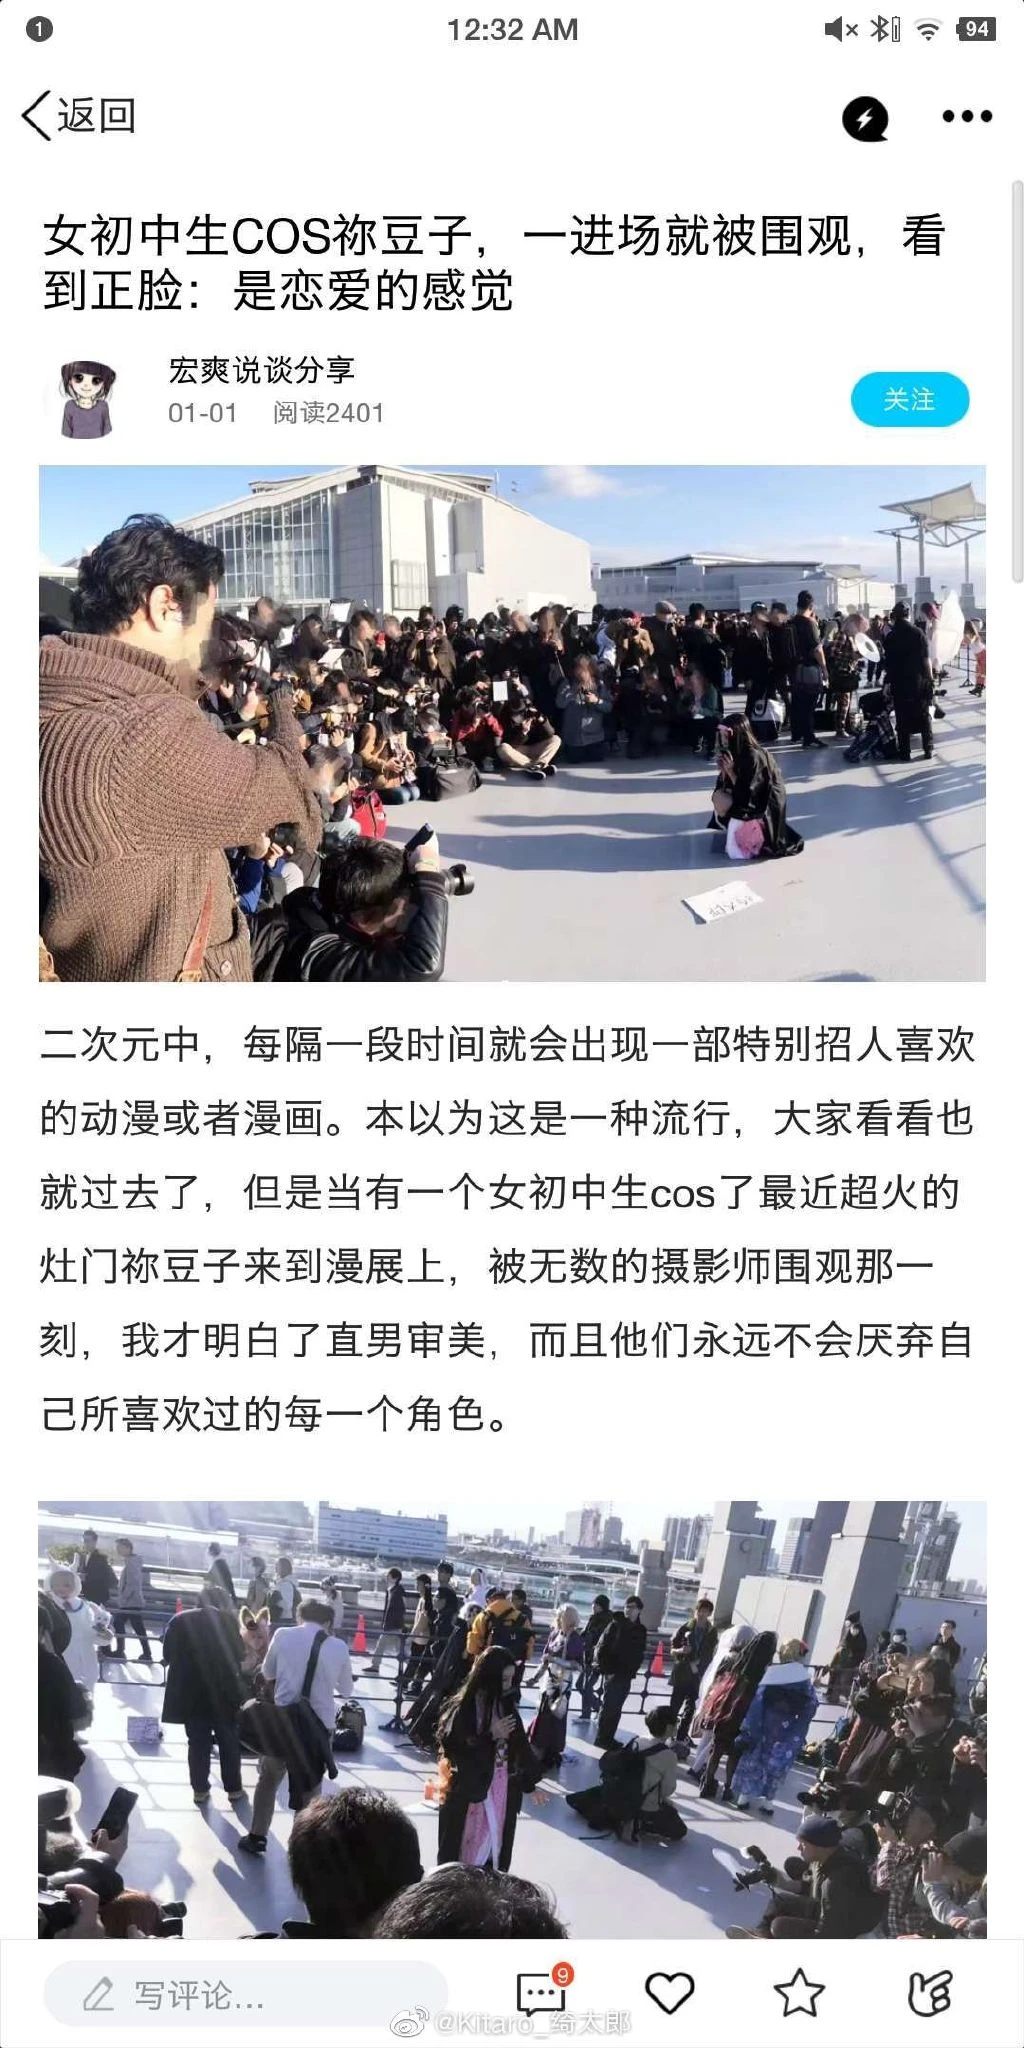 1
12:32 AM
94
返回
女初中生COS祢豆子，一进场就被围观，看
到正脸：是恋爱的感觉
宏爽说谈分享
01-01 阅读2401
关注
二次元中，每隔一段时间就会出现一部特别招人喜欢
的动漫或者漫画。本以为这是一种流行，大家看看也
就过去了，但是当有一个女初中生cos了最近超火的
灶门祢豆子来到漫展上，被无数的摄影师围观那一
刻，我才明白了直男审美，而且他们永远不会厌弃自
己所喜欢过的每一个角色。
写评论...
9
@Kitaro_绮太郎